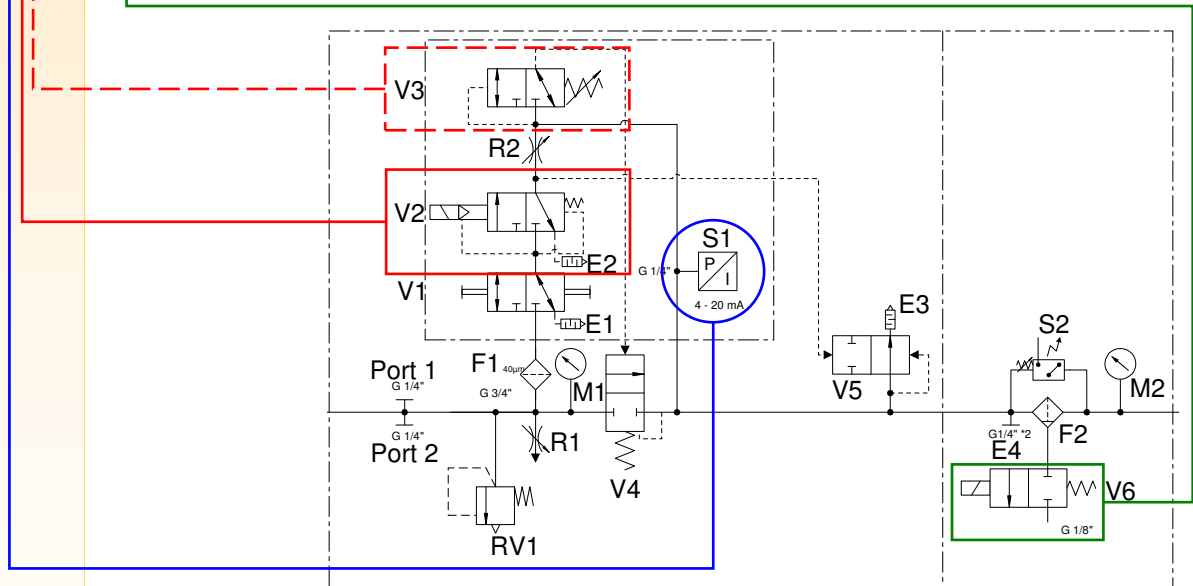 V3
R2
V2
E2
S1
G 1/4"
P
I
4 - 20 mA
V1
E1
E3
S2
F1
40µm
G 3/4"
M1
Port 1
G 1/4"
G 1/4"
Port 2
R1
V4
V5
M2
G1/4" *2
E4
F2
V6
G 1/8"
RV1